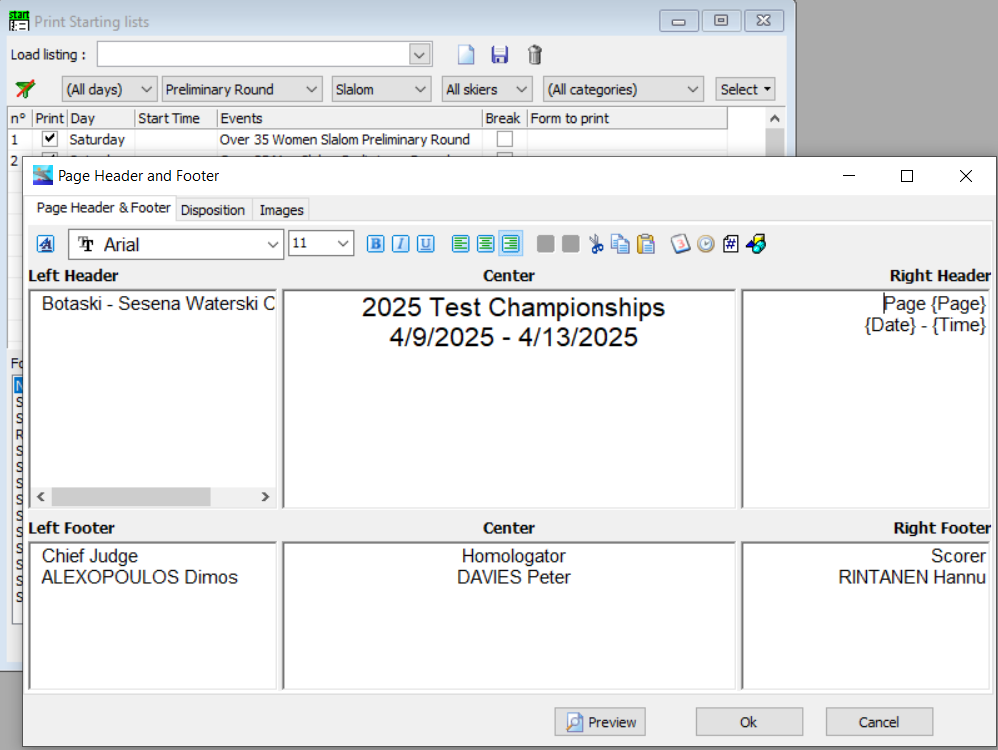 start Print Starting lists
Load listing :
(All days) Preliminary Round Slalom All skiers (All categories) Select
n° Print Day Start Time Events Break Form to print
1 Saturday Over 35 Women Slalom Preliminary Round
2
Page Header and Footer
Page Header & Footer Disposition Images
A Tr Arial 11 B I U 3 #
Left Header Center Right Header
Botaski - Sesena Waterski C 2025 Test Championships Page {Page}
4/9/2025 - 4/13/2025 {Date} - {Time}
Left Footer Center Right Footer
Chief Judge Homologator Scorer
ALEXOPOULOS Dimos DAVIES Peter RINTANEN Hannu
Preview Ok Cancel